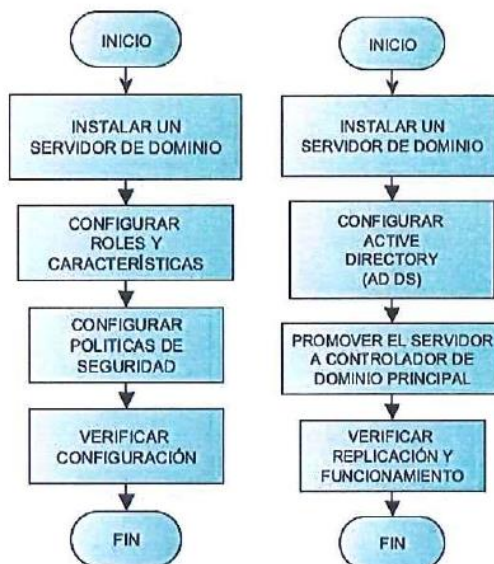 INICIO
INSTALAR UN
SERVIDOR DE DOMINIO
CONFIGURAR
ROLES Y
CARACTERÍSTICAS
CONFIGURAR
POLITICAS DE
SEGURIDAD
VERIFICAR
CONFIGURACIÓN
FIN
INICIO
INSTALAR UN
SERVIDOR DE DOMINIO
CONFIGURAR
ACTIVE
DIRECTORY
(AD DS)
PROMOVER EL SERVIDOR
A CONTROLADOR DE
DOMINIO PRINCIPAL
VERIFICAR
REPLICACIÓN Y
FUNCIONAMIENTO
FIN